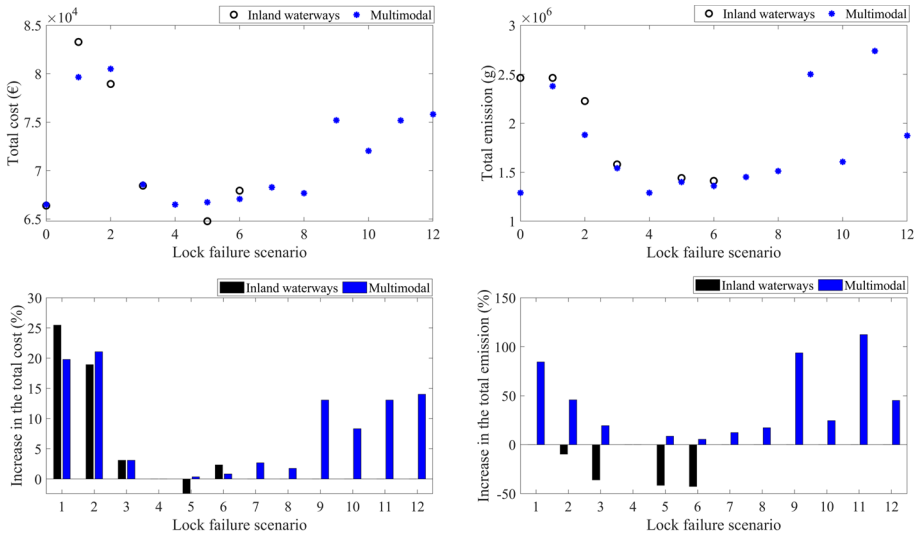 ×10⁴
Inland waterways Multimodal
8.5
8
7.5
7
6.5
Total cost (€)
0 2 4 6 8 10 12
Lock failure scenario
×10⁶
Inland waterways Multimodal
3
2.5
2
1.5
1
Total emission (g)
0 2 4 6 8 10 12
Lock failure scenario
Inland waterways Multimodal
30
25
20
15
10
5
0
Increase in the total cost (%)
1 2 3 4 5 6 7 8 9 10 11 12
Lock failure scenario
Inland waterways Multimodal
150
100
50
0
-50
Increase in the total emission (%)
1 2 3 4 5 6 7 8 9 10 11 12
Lock failure scenario